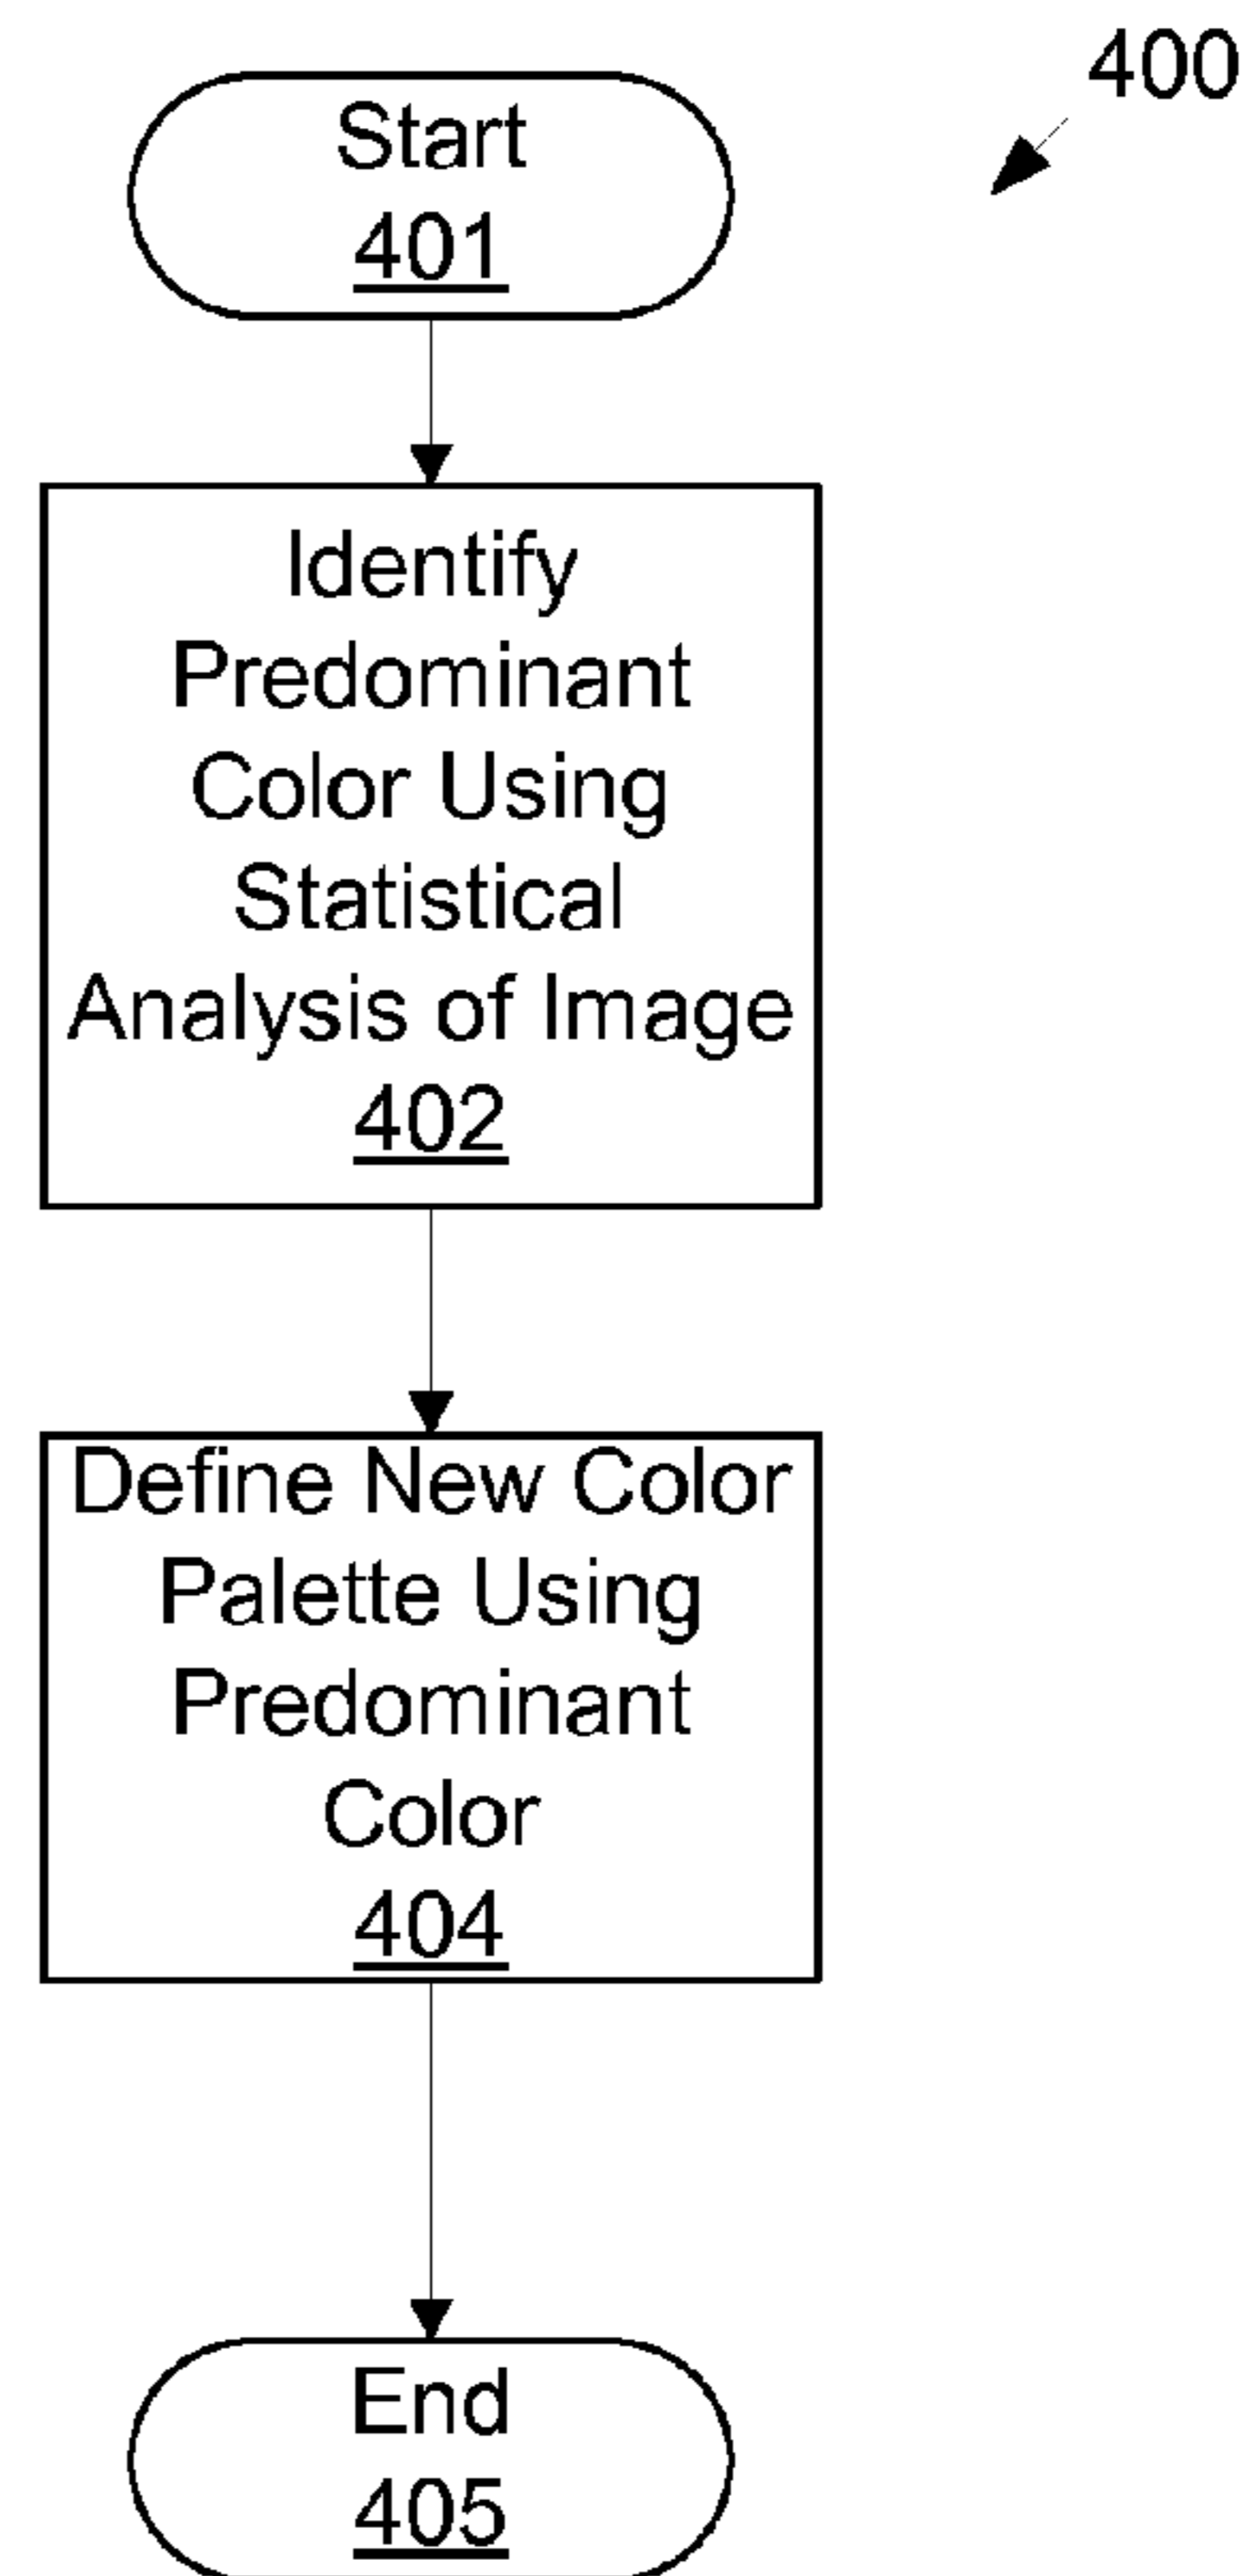 400
Start
401
Identify
Predominant
Color Using
Statistical
Analysis of Image
402
Define New Color
Palette Using
Predominant
Color
404
End
405